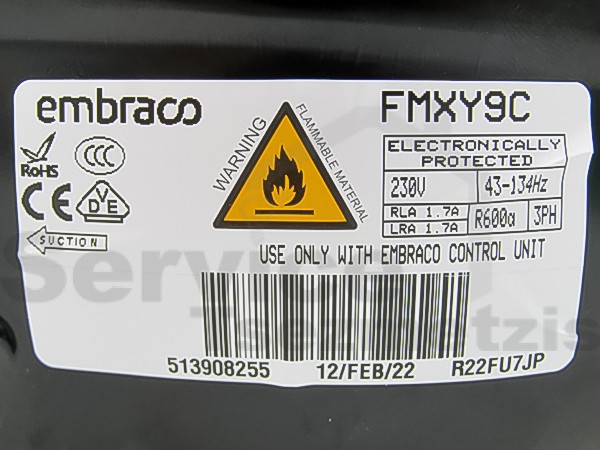 embraco
FMXY9C
RoHS
CCC
CE
VDE
SUCTION
WARNING
FLAMMABLE MATERIAL
ELECTRONICALLY
PROTECTED
230V 43-134Hz
RLA 1.7A
LRA 1.7A
R600a 3PH
USE ONLY WITH EMBRACO CONTROL UNIT
513908255 12/FEB/22 R22FU7JP